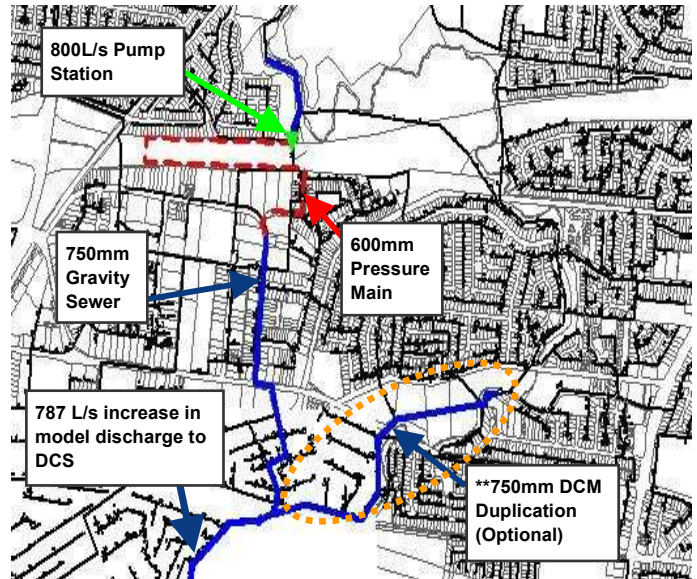 800L/s Pump
Station
750mm
Gravity
Sewer
600mm
Pressure
Main
787 L/s increase in
model discharge to
DCS
**750mm DCM
Duplication
(Optional)